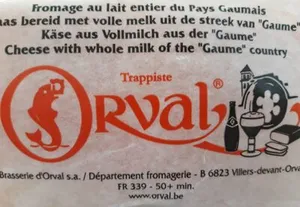 Fromage au lait entier du Pays Gaumais
aas bereid met volle melk uit de streek van "Gaume"
Käse aus Vollmilch aus der "Gaume"
Cheese with whole milk of the "Gaume" country
Trappiste
Orval®
Brasserie d'Orval s.a. / Département fromagerie - B 6823 Villers-devant-Orva
FR 339 - 50+ min.
www.orval.be